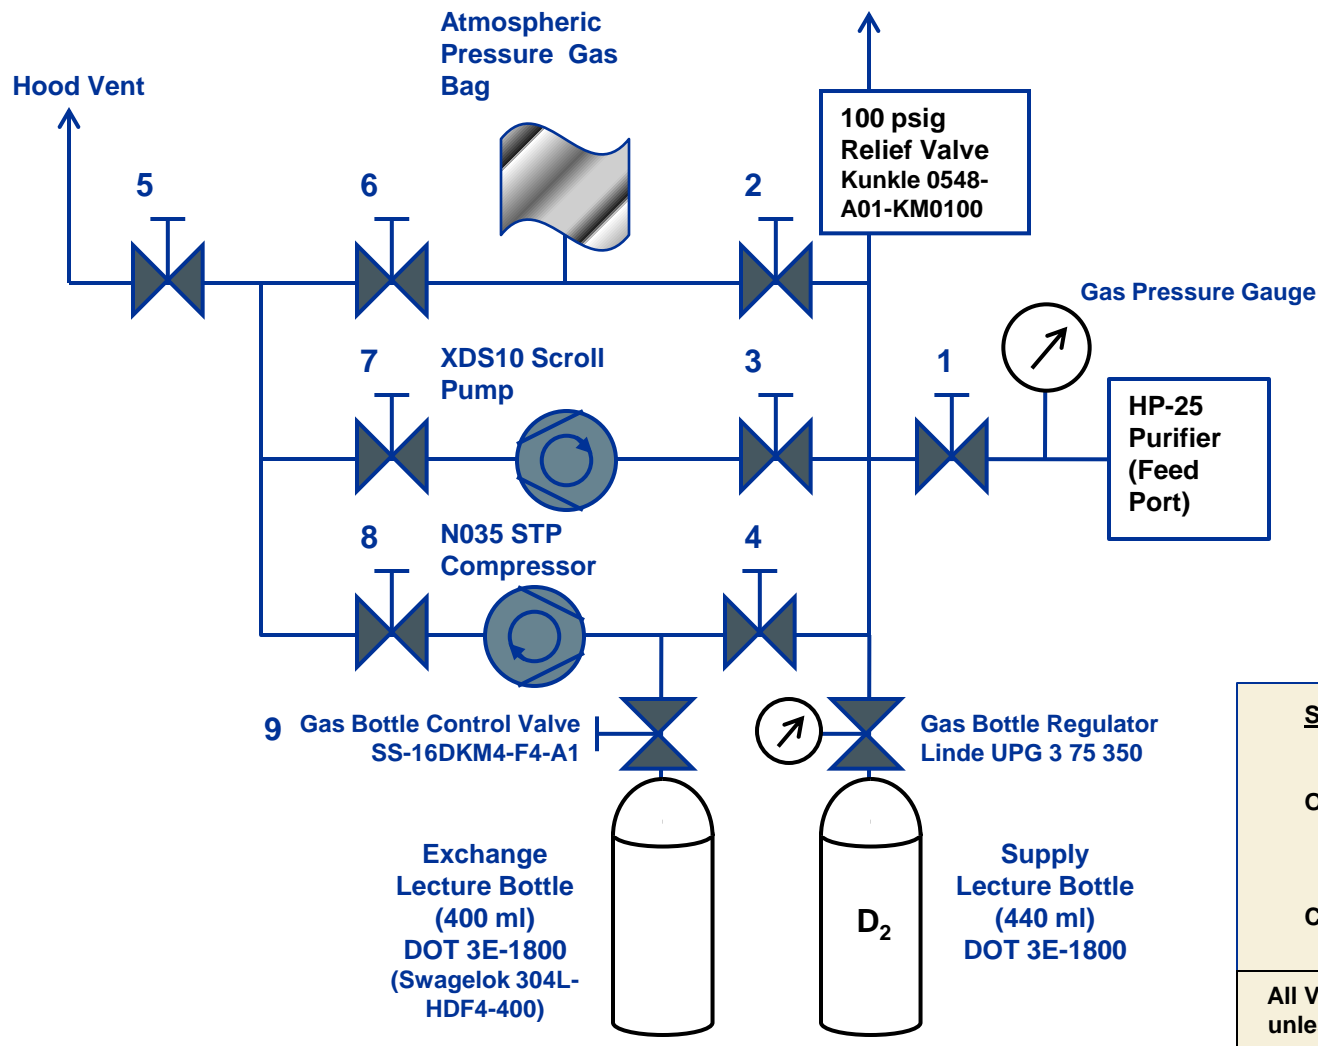 Atmospheric
Pressure Gas
Bag
Hood Vent
100 psig
Relief Valve
Kunkle 0548-
A01-KM0100
5
6
2
Gas Pressure Gauge
7
XDS10 Scroll
Pump
3
1
HP-25
Purifier
(Feed
Port)
8
N035 STP
Compressor
4
9
Gas Bottle Control Valve
SS-16DKM4-F4-A1
Gas Bottle Regulator
Linde UPG 3 75 350
Exchange
Lecture Bottle
(400 ml)
DOT 3E-1800
(Swagelok 304L-
HDF4-400)
D₂
Supply
Lecture Bottle
(440 ml)
DOT 3E-1800
All V